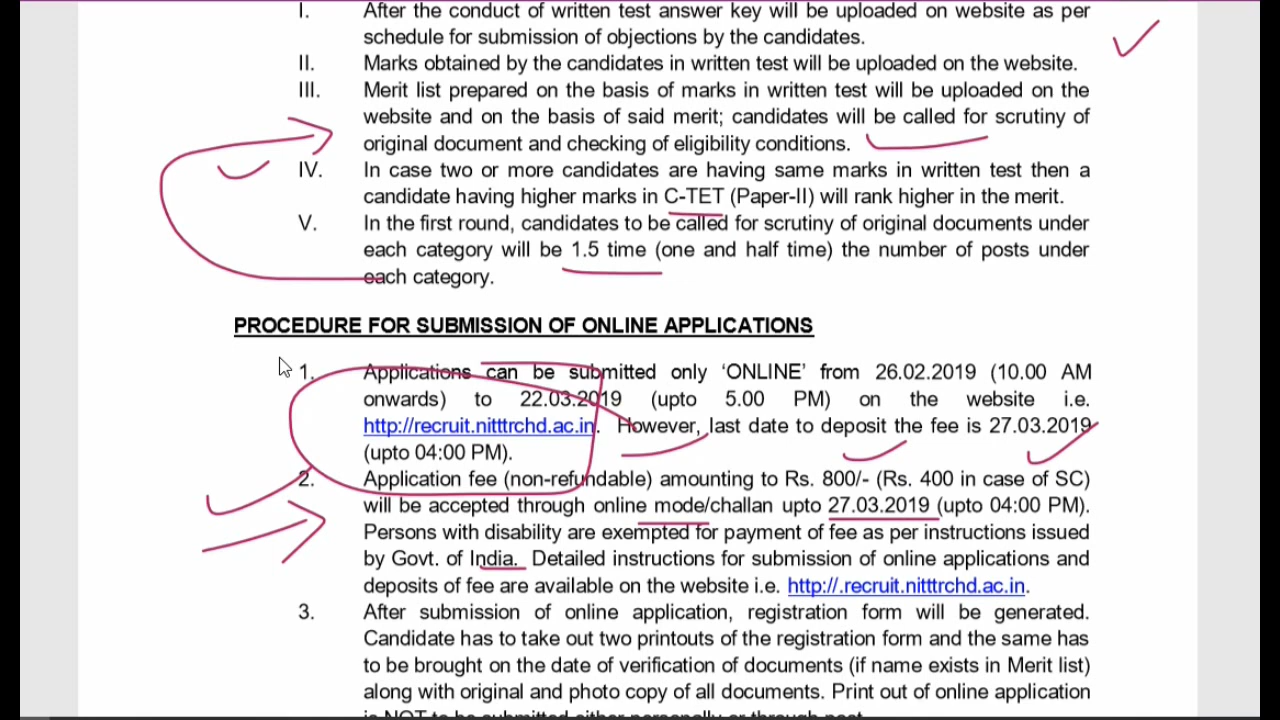 I. After the conduct of written test answer key will be uploaded on website as per
schedule for submission of objections by the candidates.
II. Marks obtained by the candidates in written test will be uploaded on the website.
III. Merit list prepared on the basis of marks in written test will be uploaded on the
website and on the basis of said merit; candidates will be called for scrutiny of
original document and checking of eligibility conditions.
IV. In case two or more candidates are having same marks in written test then a
candidate having higher marks in C-TET (Paper-II) will rank higher in the merit.
V. In the first round, candidates to be called for scrutiny of original documents under
each category will be 1.5 time (one and half time) the number of posts under
each category.
PROCEDURE FOR SUBMISSION OF ONLINE APPLICATIONS
1. Applications can be submitted only ‘ONLINE’ from 26.02.2019 (10.00 AM
onwards) to 22.03.2019 (upto 5.00 PM) on the website i.e.
http://recruit.nitttrchd.ac.in. However, last date to deposit the fee is 27.03.2019
(upto 04:00 PM).
2. Application fee (non-refundable) amounting to Rs. 800/- (Rs. 400 in case of SC)
will be accepted through online mode/challan upto 27.03.2019 (upto 04:00 PM).
Persons with disability are exempted for payment of fee as per instructions issued
by Govt. of India. Detailed instructions for submission of online applications and
deposits of fee are available on the website i.e. http://.recruit.nitttrchd.ac.in.
3. After submission of online application, registration form will be generated.
Candidate has to take out two printouts of the registration form and the same has
to be brought on the date of verification of documents (if name exists in Merit list)
along with original and photo copy of all documents. Print out of online application
is NOT to be submitted either personally or through post.